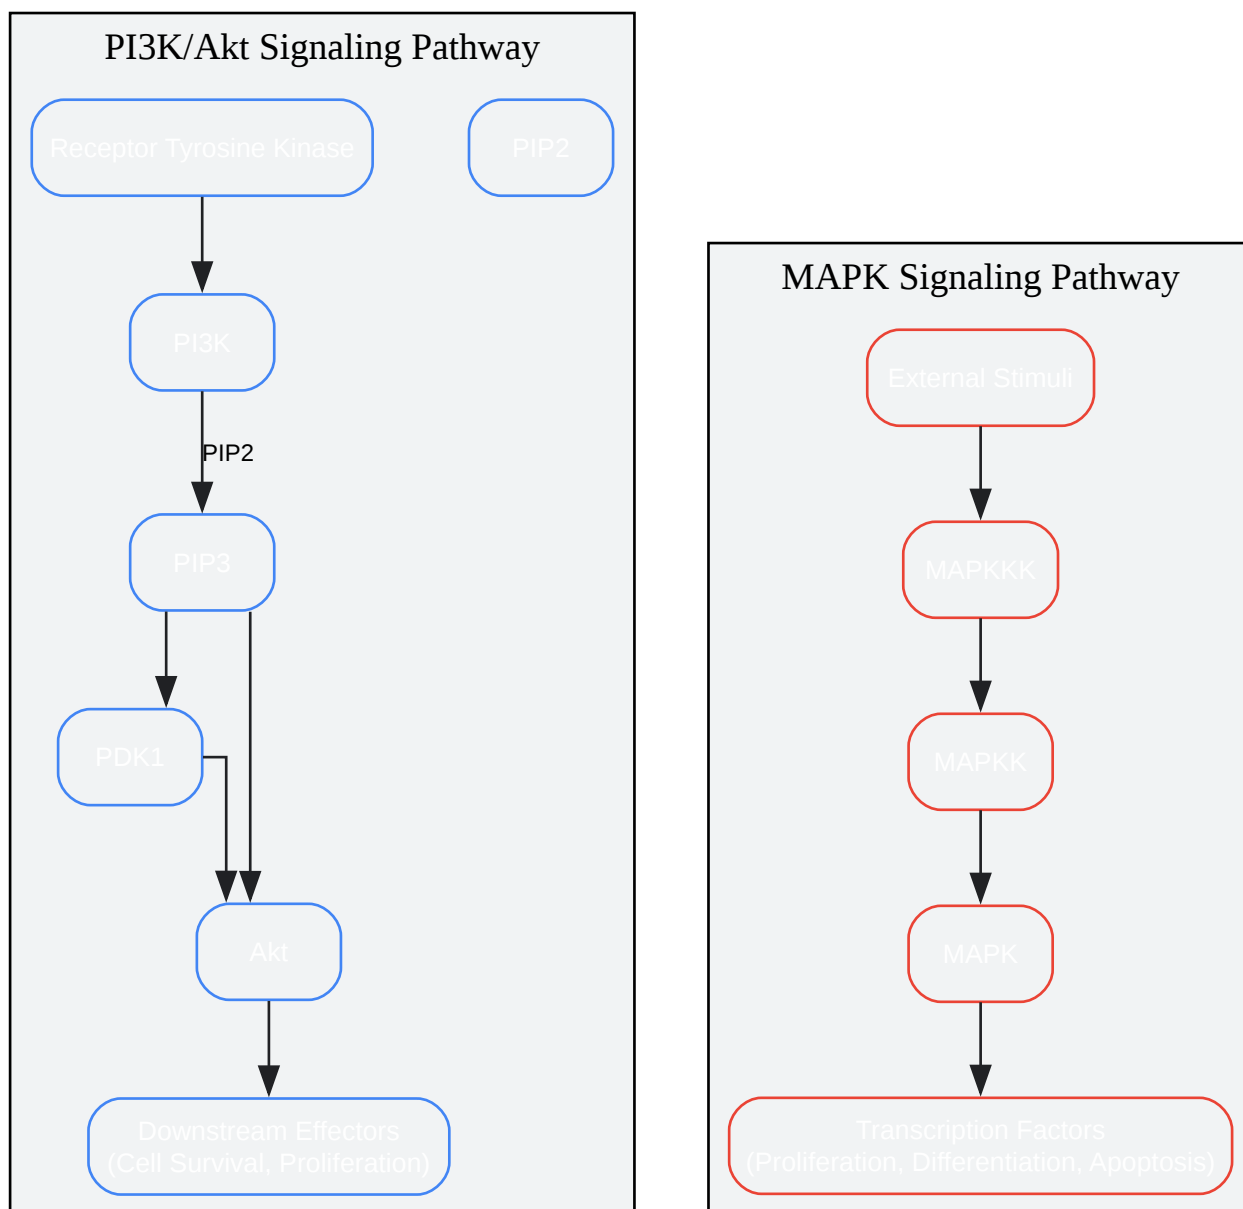 PI3K/Akt Signaling Pathway
Receptor Tyrosine Kinase
PIP2
PI3K
PIP2
PIP3
PDK1
Akt
Downstream Effectors
(Cell Survival, Proliferation)
MAPK Signaling Pathway
External Stimuli
MAPKKK
MAPKK
MAPK
Transcription Factors
(Proliferation, Differentiation, Apoptosis)